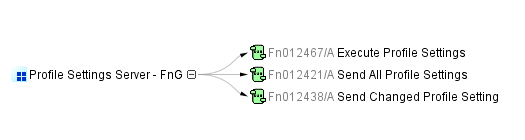 Fn012467/A Execute Profile Settings
Profile Settings Server - FnG
Fn012421/A Send All Profile Settings
Fn012438/A Send Changed Profile Setting